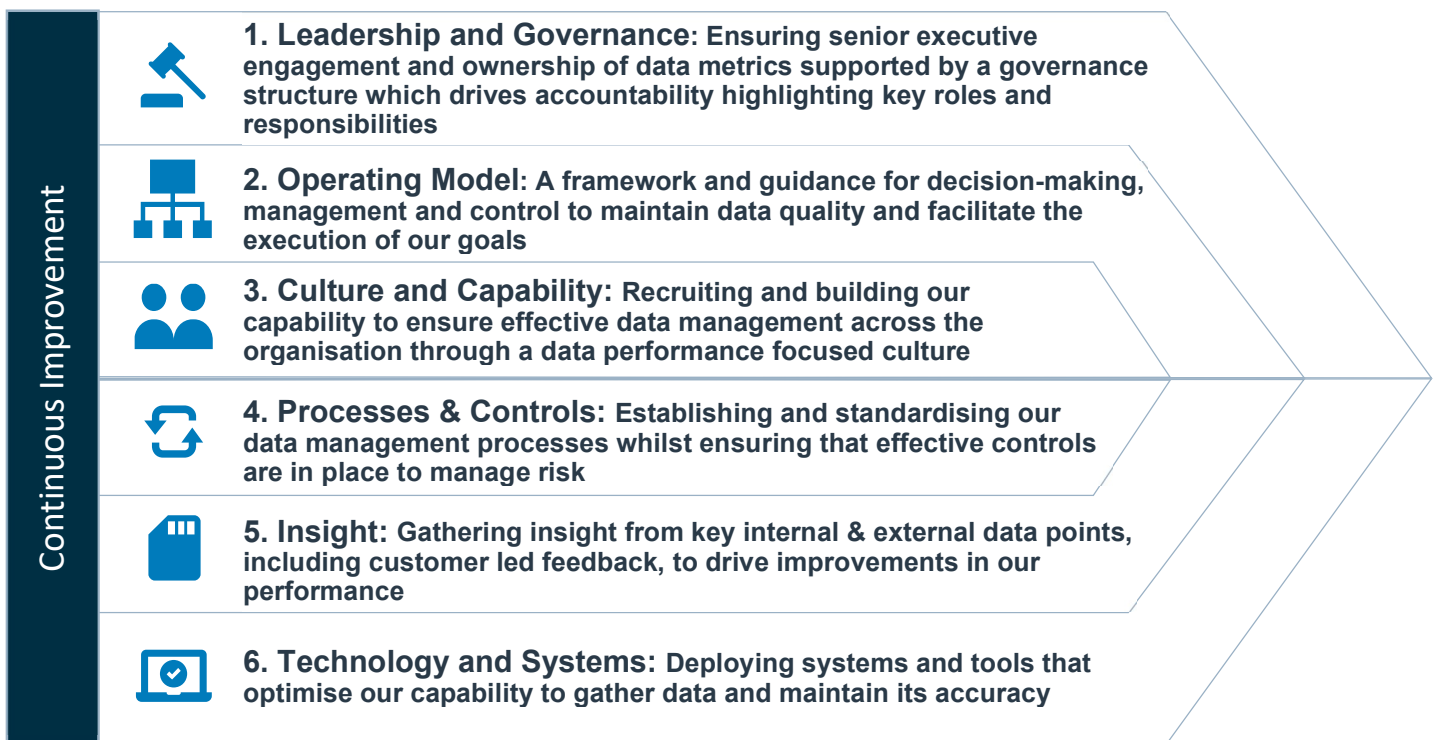 Continuous Improvement
1. Leadership and Governance: Ensuring senior executive
engagement and ownership of data metrics supported by a governance
structure which drives accountability highlighting key roles and
responsibilities
2. Operating Model: A framework and guidance for decision-making,
management and control to maintain data quality and facilitate the
execution of our goals
3. Culture and Capability: Recruiting and building our
capability to ensure effective data management across the
organisation through a data performance focused culture
4. Processes & Controls: Establishing and standardising our
data management processes whilst ensuring that effective controls
are in place to manage risk
5. Insight: Gathering insight from key internal & external data points,
including customer led feedback, to drive improvements in our
performance
6. Technology and Systems: Deploying systems and tools that
optimise our capability to gather data and maintain its accuracy